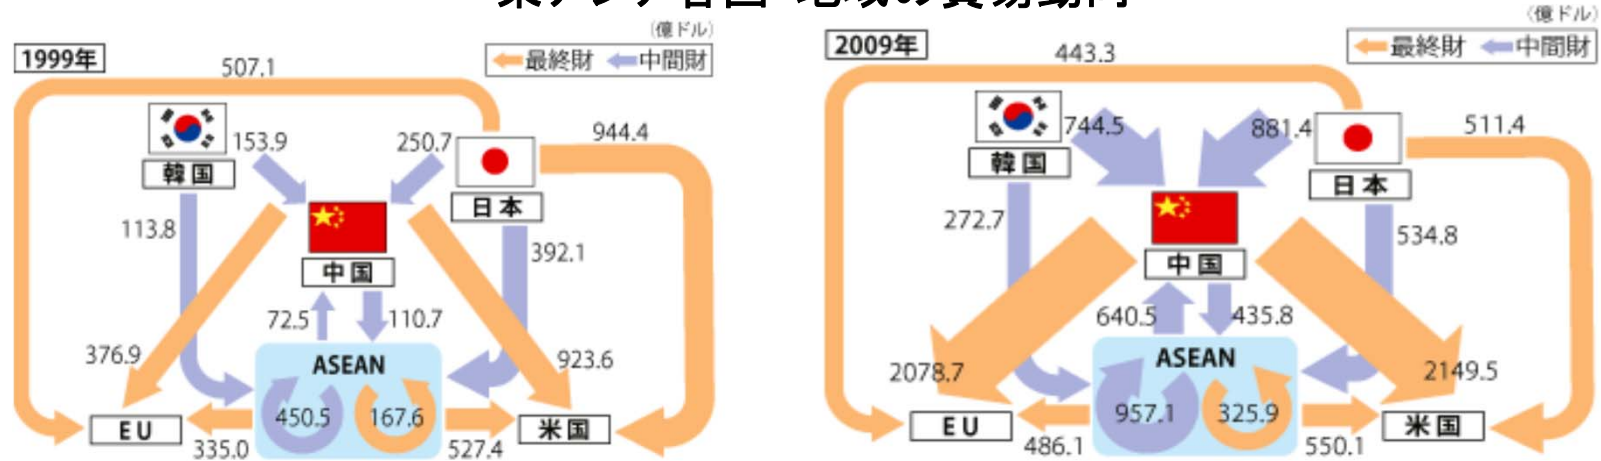 (億ドル)
1999年
最終財 中間財
507.1
944.4
153.9
250.7
韓国
日本
113.8
392.1
中国
72.5
110.7
376.9
923.6
ASEAN
450.5
167.6
EU
米国
335.0
527.4
(億ドル)
2009年
最終財 中間財
443.3
511.4
744.5
881.4
韓国
日本
272.7
534.8
中国
640.5
435.8
2078.7
2149.5
ASEAN
957.1
325.9
EU
米国
486.1
550.1